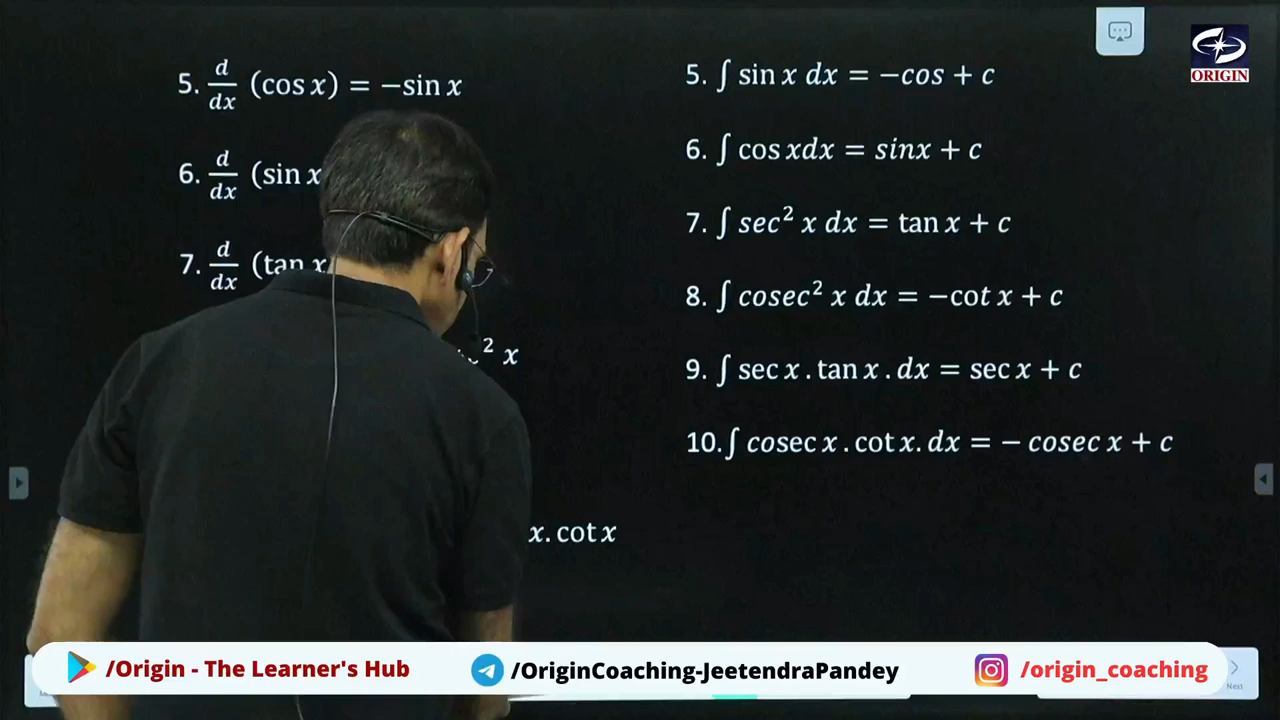 5. d/dx (cos x) = −sin x
6. d/dx (sin x
7. d/dx (tan x
2 x
x. cot x
5. ∫ sin x dx = −cos + c
6. ∫ cos xdx = sinx + c
7. ∫ sec² x dx = tan x + c
8. ∫ cosec² x dx = −cot x + c
9. ∫ sec x . tan x . dx = sec x + c
10. ∫ cosec x . cot x. dx = − cosec x + c
ORIGIN
/Origin - The Learner's Hub
/OriginCoaching-JeetendraPandey
/origin_coaching
Next